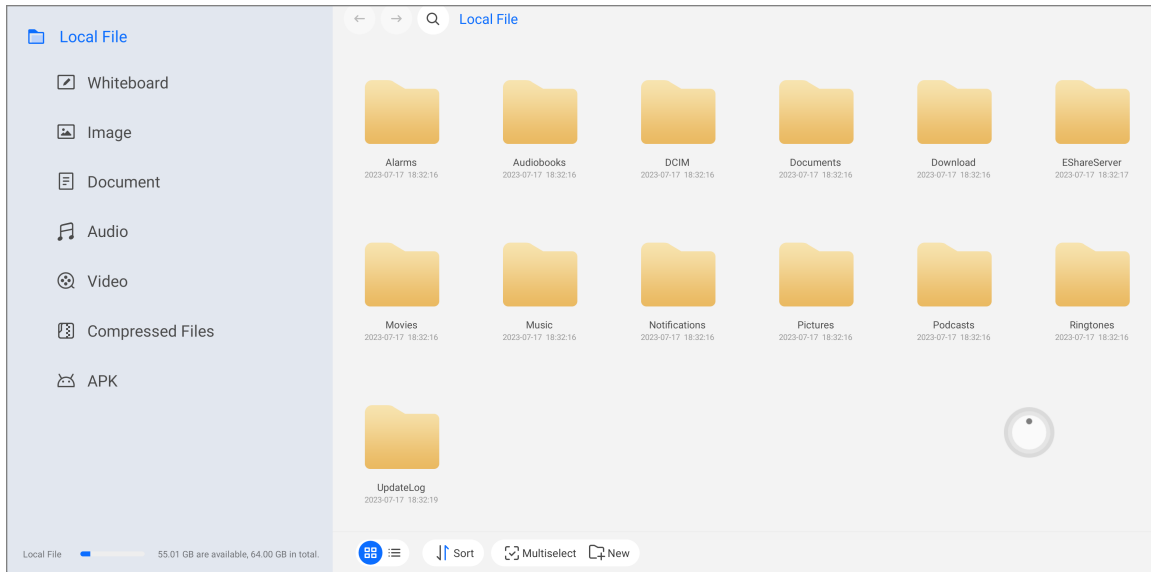 Local File
Whiteboard
Image
Document
Audio
Video
Compressed Files
APK
Local File
55.01 GB are available, 64.00 GB in total.
Local File
Alarms
2023-07-17 18:32:16
Audiobooks
2023-07-17 18:32:16
DCIM
2023-07-17 18:32:16
Documents
2023-07-17 18:32:16
Download
2023-07-17 18:32:16
EShareServer
2023-07-17 18:32:17
Movies
2023-07-17 18:32:16
Music
2023-07-17 18:32:16
Notifications
2023-07-17 18:32:16
Pictures
2023-07-17 18:32:16
Podcasts
2023-07-17 18:32:16
Ringtones
2023-07-17 18:32:16
UpdateLog
2023-07-17 18:32:19
Sort
Multiselect
New